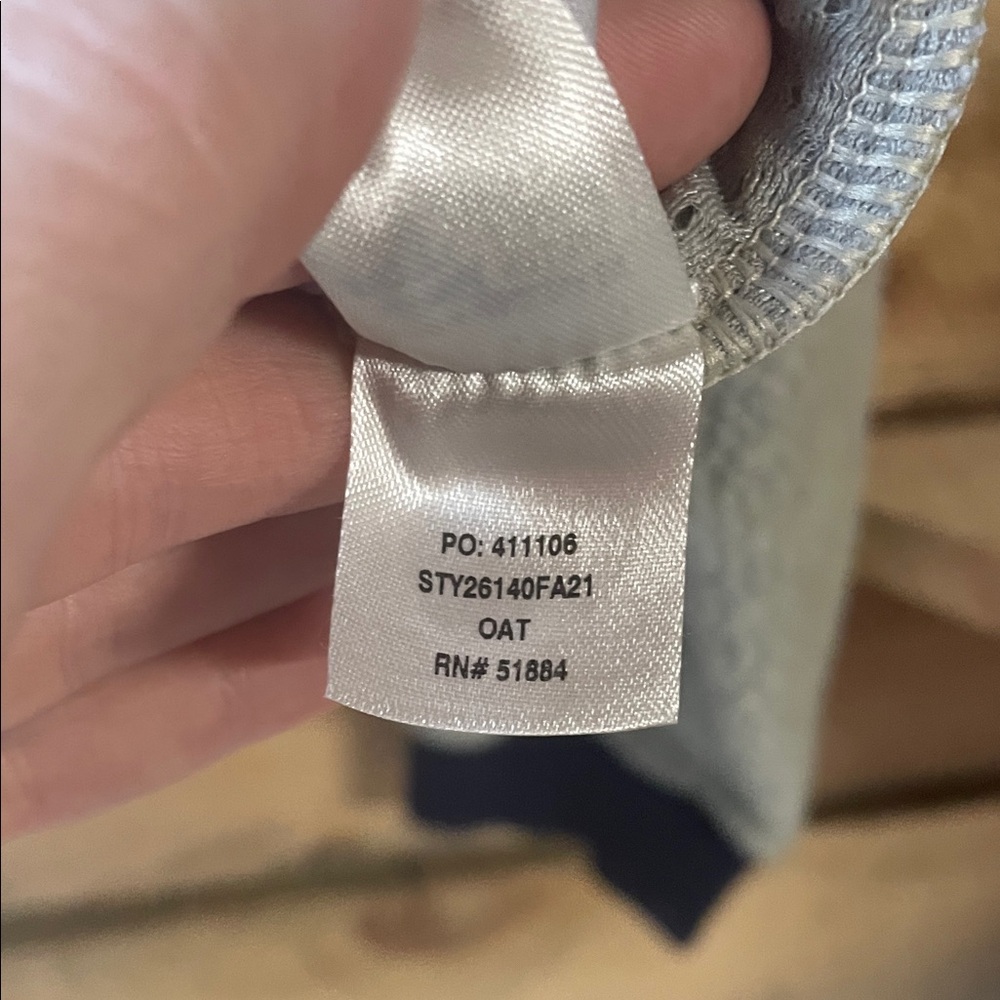 PO: 411106
STY26140FA21
OAT
RN# 51884